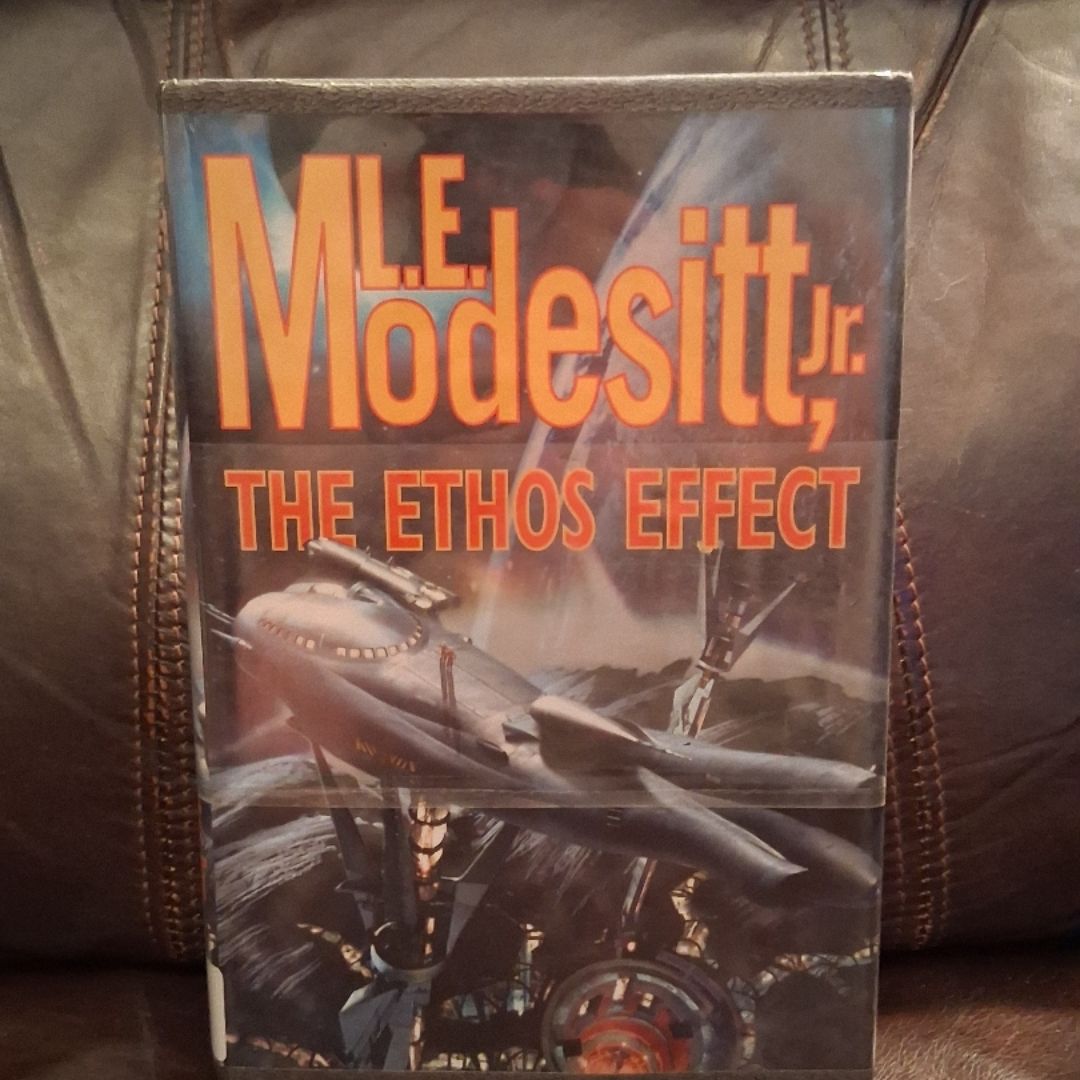 L.E.
Modesitt, Jr.
THE ETHOS EFFECT